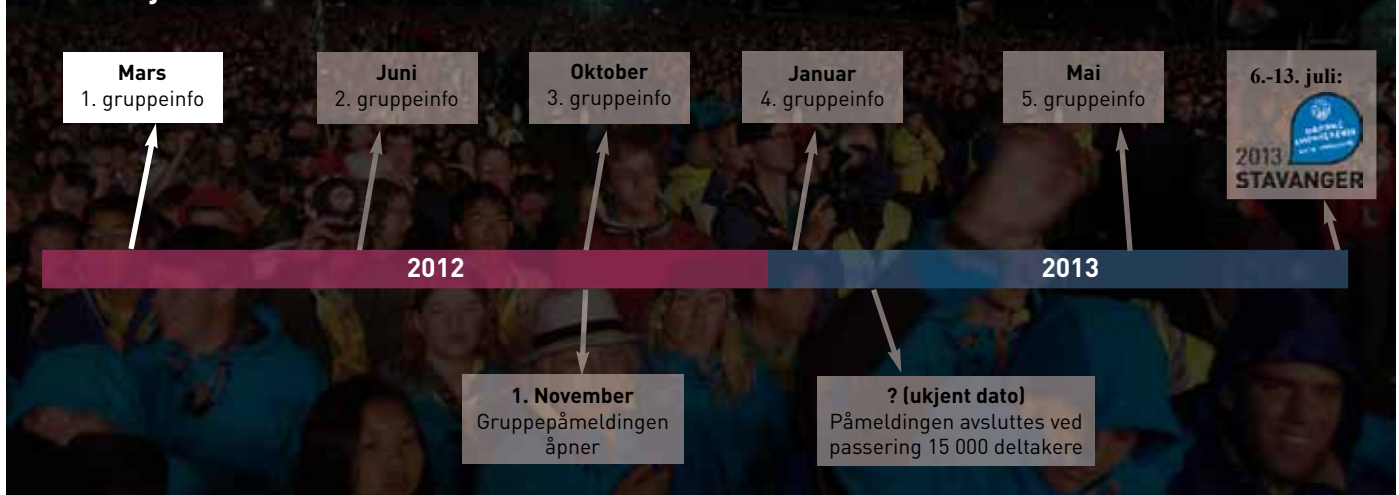 Mars
1. gruppeinfo
Juni
2. gruppeinfo
Oktober
3. gruppeinfo
Januar
4. gruppeinfo
Mai
5. gruppeinfo
6.-13. juli:
2013
STAVANGER
2012
2013
1. November
Gruppepåmeldingen
åpner
? (ukjent dato)
Påmeldingen avsluttes ved
passering 15 000 deltakere